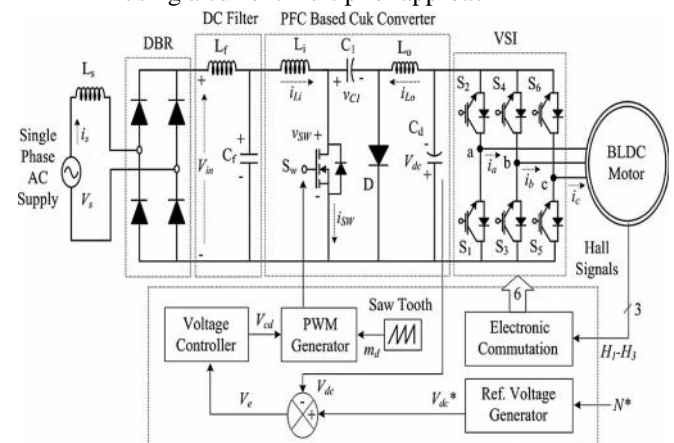 DC Filter PFC Based Cuk Converter
DBR
VSI
Lf
Li
C1
Lo
Ls
iLi
vC1
iLo
S2
S4
S6
is
Single
Phase
AC
Supply
Vs
Vin
Cf
vSW
Sw
iSW
D
Cd
Vdc
a
b
c
ia
ib
ic
BLDC
Motor
S1
S3
S5
Hall
Signals
6
3
Voltage
Controller
Vcd
PWM
Generator
Saw Tooth
md
Electronic
Commutation
H1-H3
Vdc
Ve
Vdc*
Ref. Voltage
Generator
N*